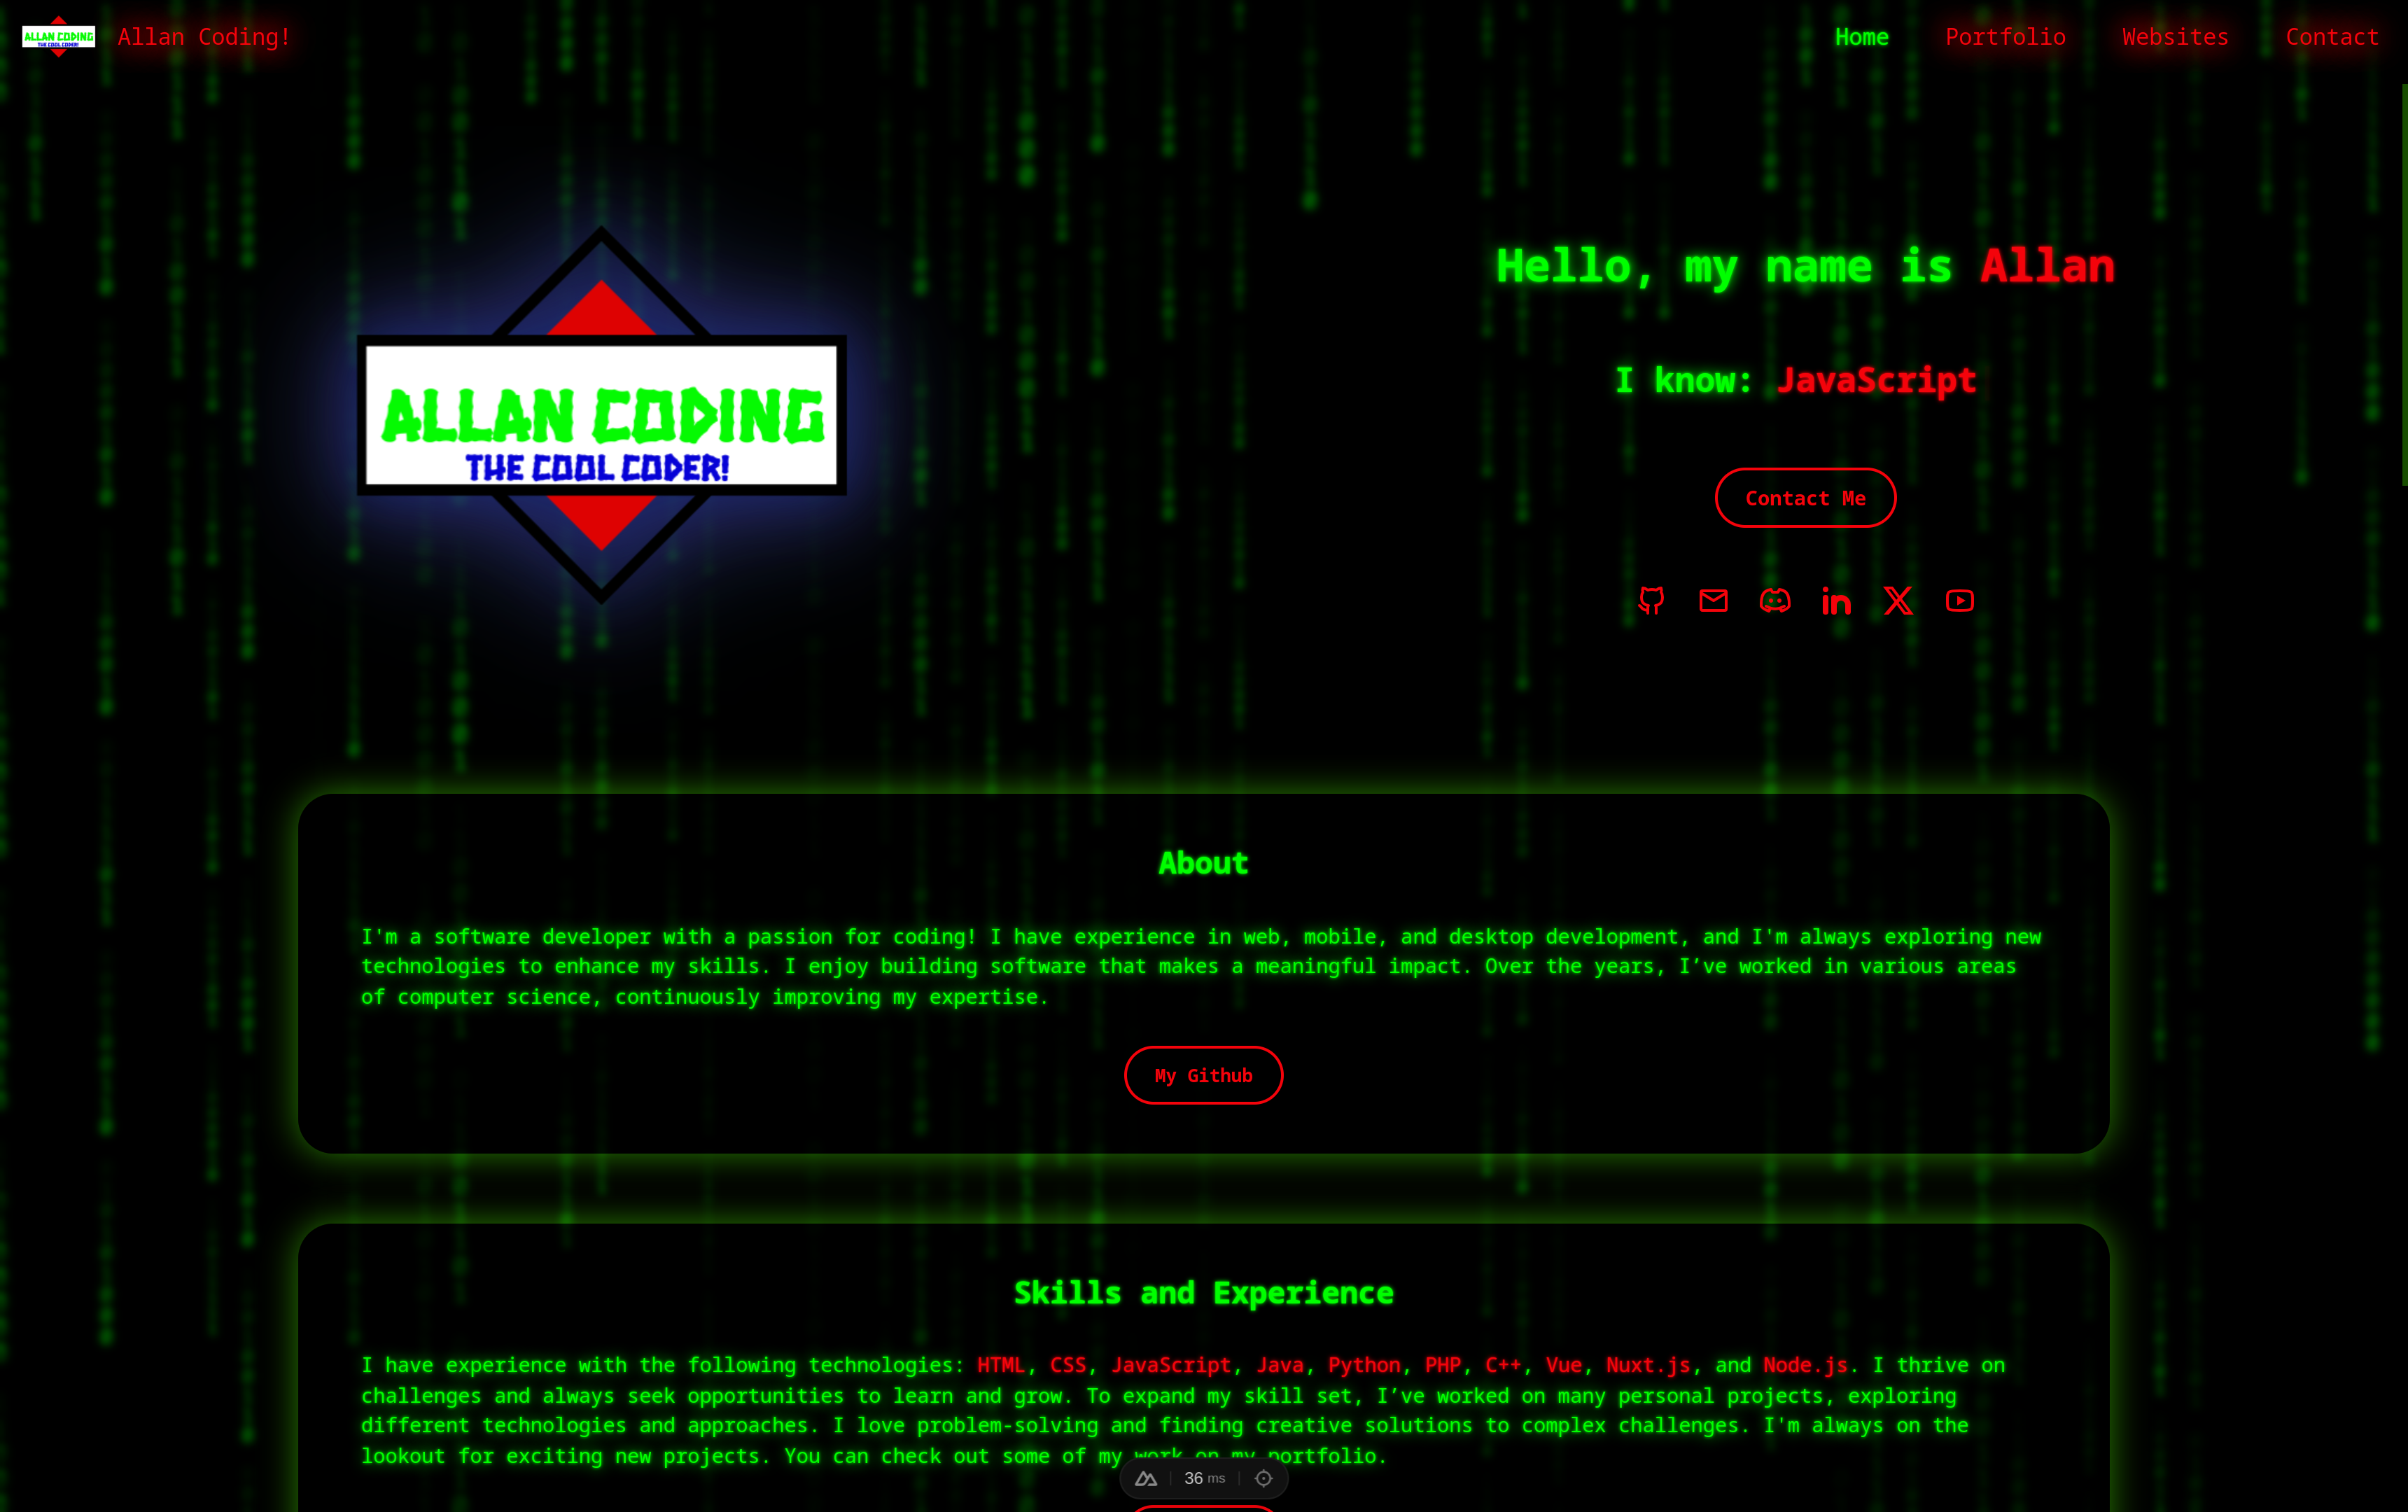 ALLAN CODING
THE COOL CODER!
Allan Coding!
Home
Portfolio
Websites
Contact
ALLAN CODING
THE COOL CODER!
Hello, my name is Allan
I know: JavaScript
Contact Me
About
I'm a software developer with a passion for coding! I have experience in web, mobile, and desktop development, and I'm always exploring new
technologies to enhance my skills. I enjoy building software that makes a meaningful impact. Over the years, I’ve worked in various areas
of computer science, continuously improving my expertise.
My Github
Skills and Experience
I have experience with the following technologies: HTML, CSS, JavaScript, Java, Python, PHP, C++, Vue, Nuxt.js, and Node.js. I thrive on
challenges and always seek opportunities to learn and grow. To expand my skill set, I’ve worked on many personal projects, exploring
different technologies and approaches. I love problem-solving and finding creative solutions to complex challenges. I'm always on the
lookout for exciting new projects. You can check out some of my work on my portfolio.
36 ms